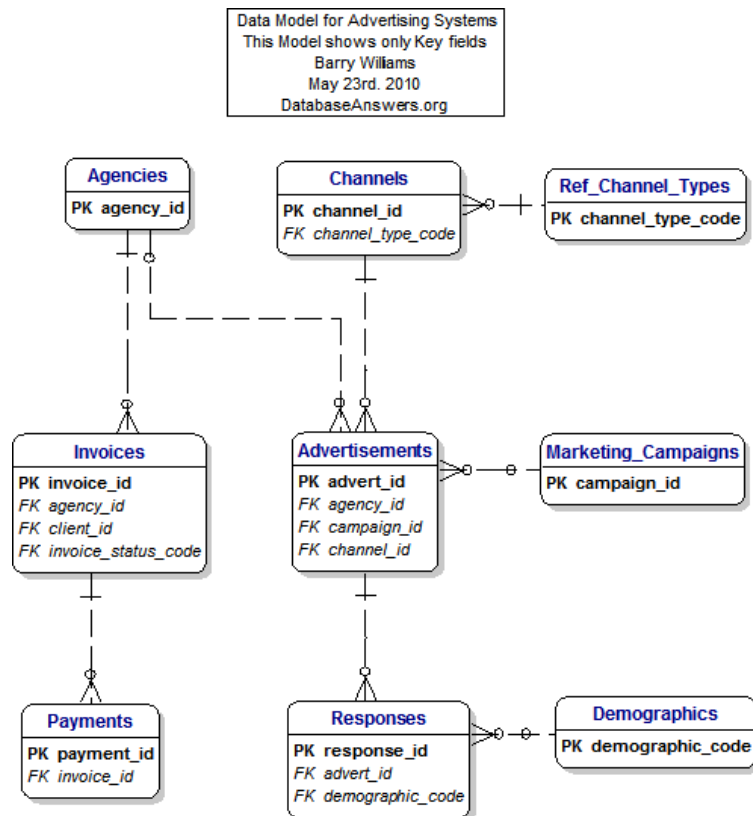 Data Model for Advertising Systems
This Model shows only Key fields
Barry Williams
May 23rd. 2010
DatabaseAnswers.org
Agencies
PK agency_id
Channels
PK channel_id
FK channel_type_code
Ref_Channel_Types
PK channel_type_code
Invoices
PK invoice_id
FK agency_id
FK client_id
FK invoice_status_code
Advertisements
PK advert_id
FK agency_id
FK campaign_id
FK channel_id
Marketing_Campaigns
PK campaign_id
Payments
PK payment_id
FK invoice_id
Responses
PK response_id
FK advert_id
FK demographic_code
Demographics
PK demographic_code